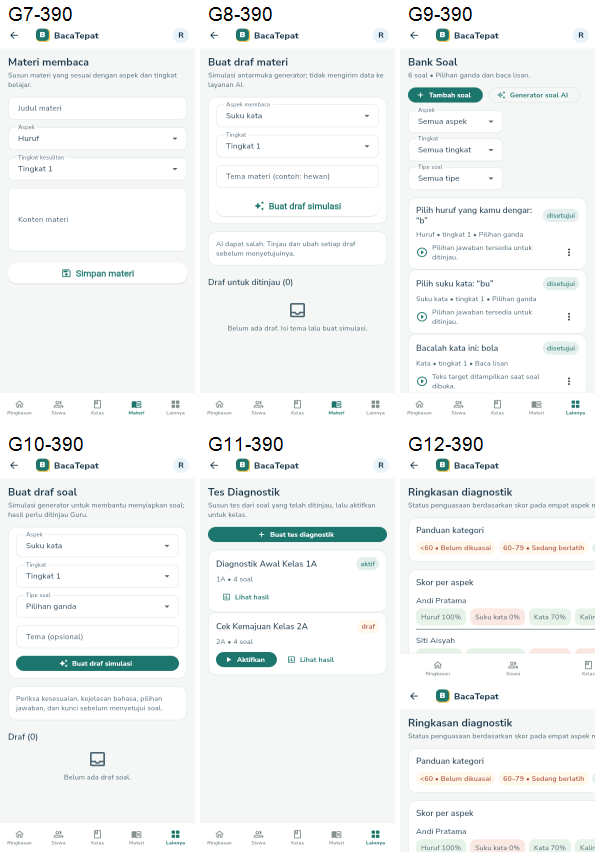 G7-390
B BacaTepat R
Materi membaca
Susun materi yang sesuai dengan aspek dan tingkat
belajar.
Judul materi
Aspek
Huruf
Tingkat kesulitan
Tingkat 1
Konten materi
Simpan materi
Ringkasan Siswa Kelas Materi Lainnya
G8-390
B BacaTepat R
Buat draf materi
Simulasi antarmuka generator; tidak mengirim data ke
layanan AI.
Aspek membaca
Suku kata
Tingkat
Tingkat 1
Tema materi (contoh: hewan)
Buat draf simulasi
AI dapat salah. Tinjau dan ubah setiap draf
sebelum menyetujuinya.
Draf untuk ditinjau (0)
Belum ada draf. Isi tema lalu buat simulasi.
Ringkasan Siswa Kelas Materi Lainnya
G9-390
B BacaTepat R
Bank Soal
6 soal • Pilihan ganda dan baca lisan.
+ Tambah soal
Generator soal AI
Aspek
Semua aspek
Tingkat
Semua tingkat
Tipe soal
Semua tipe
Pilih huruf yang kamu dengar:
“b”
disetujui
Huruf • tingkat 1 • Pilihan ganda
Pilihan jawaban tersedia untuk
ditinjau.
Pilih suku kata: “bu”
disetujui
Suku kata • tingkat 1 • Pilihan ganda
Pilihan jawaban tersedia untuk
ditinjau.
Bacalah kata ini: bola
disetujui
Kata • tingkat 1 • Baca lisan
Teks target ditampilkan saat soal
dibuka.
Ringkasan Siswa Kelas Materi Lainnya
G10-390
B BacaTepat R
Buat draf soal
Simulasi generator untuk membantu menyiapkan soal;
hasil perlu ditinjau Guru.
Aspek
Suku kata
Tingkat
Tingkat 1
Tipe soal
Pilihan ganda
Tema (opsional)
Buat draf simulasi
Periksa kesesuaian, kejelasan bahasa, pilihan
jawaban, dan kunci sebelum menyetujui soal.
Draf (0)
Belum ada draf soal.
Ringkasan Siswa Kelas Materi Lainnya
G11-390
B BacaTepat R
Tes Diagnostik
Susun tes dari soal yang telah ditinjau, lalu aktifkan
untuk kelas.
+ Buat tes diagnostik
Diagnostik Awal Kelas 1A
aktif
1A • 4 soal
Lihat hasil
Cek Kemajuan Kelas 2A
draf
2A • 4 soal
Aktifkan
Lihat hasil
Ringkasan Siswa Kelas Materi Lainnya
G12-390
B BacaTepat
Ringkasan diagnostik
Status penguasaan berdasarkan skor pada empat aspek m
Panduan kategori
<60 • Belum dikuasai 60–79 • Sedang berlatih
Skor per aspek
Andi Pratama
Huruf 100% Suku kata 0% Kata 70% Kalim
Siti Aisyah
Ringkasan Siswa Kelas
B BacaTepat
Ringkasan diagnostik
Status penguasaan berdasarkan skor pada empat aspek m
Panduan kategori
<60 • Belum dikuasai 60–79 • Sedang berlatih
Skor per aspek
Andi Pratama
Huruf 100% Suku kata 0% Kata 70% Kalim